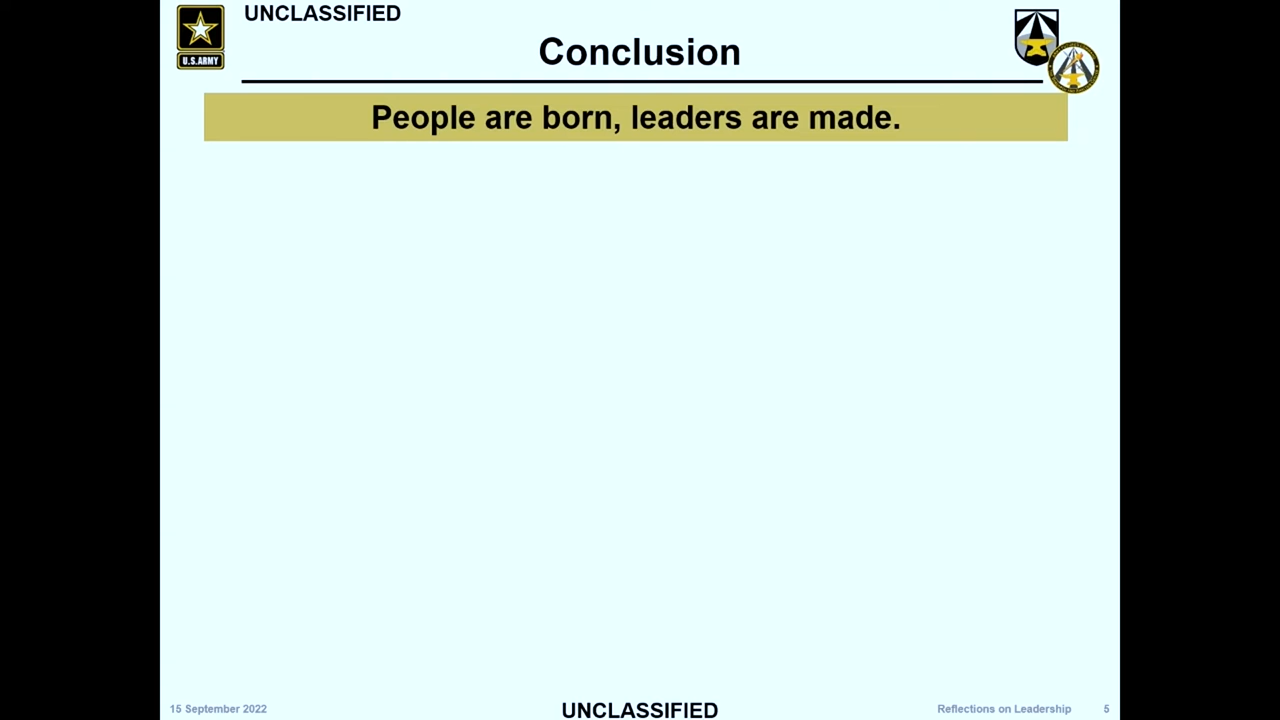 UNCLASSIFIED
U.S.ARMY
Conclusion
People are born, leaders are made.
15 September 2022
UNCLASSIFIED
Reflections on Leadership
5